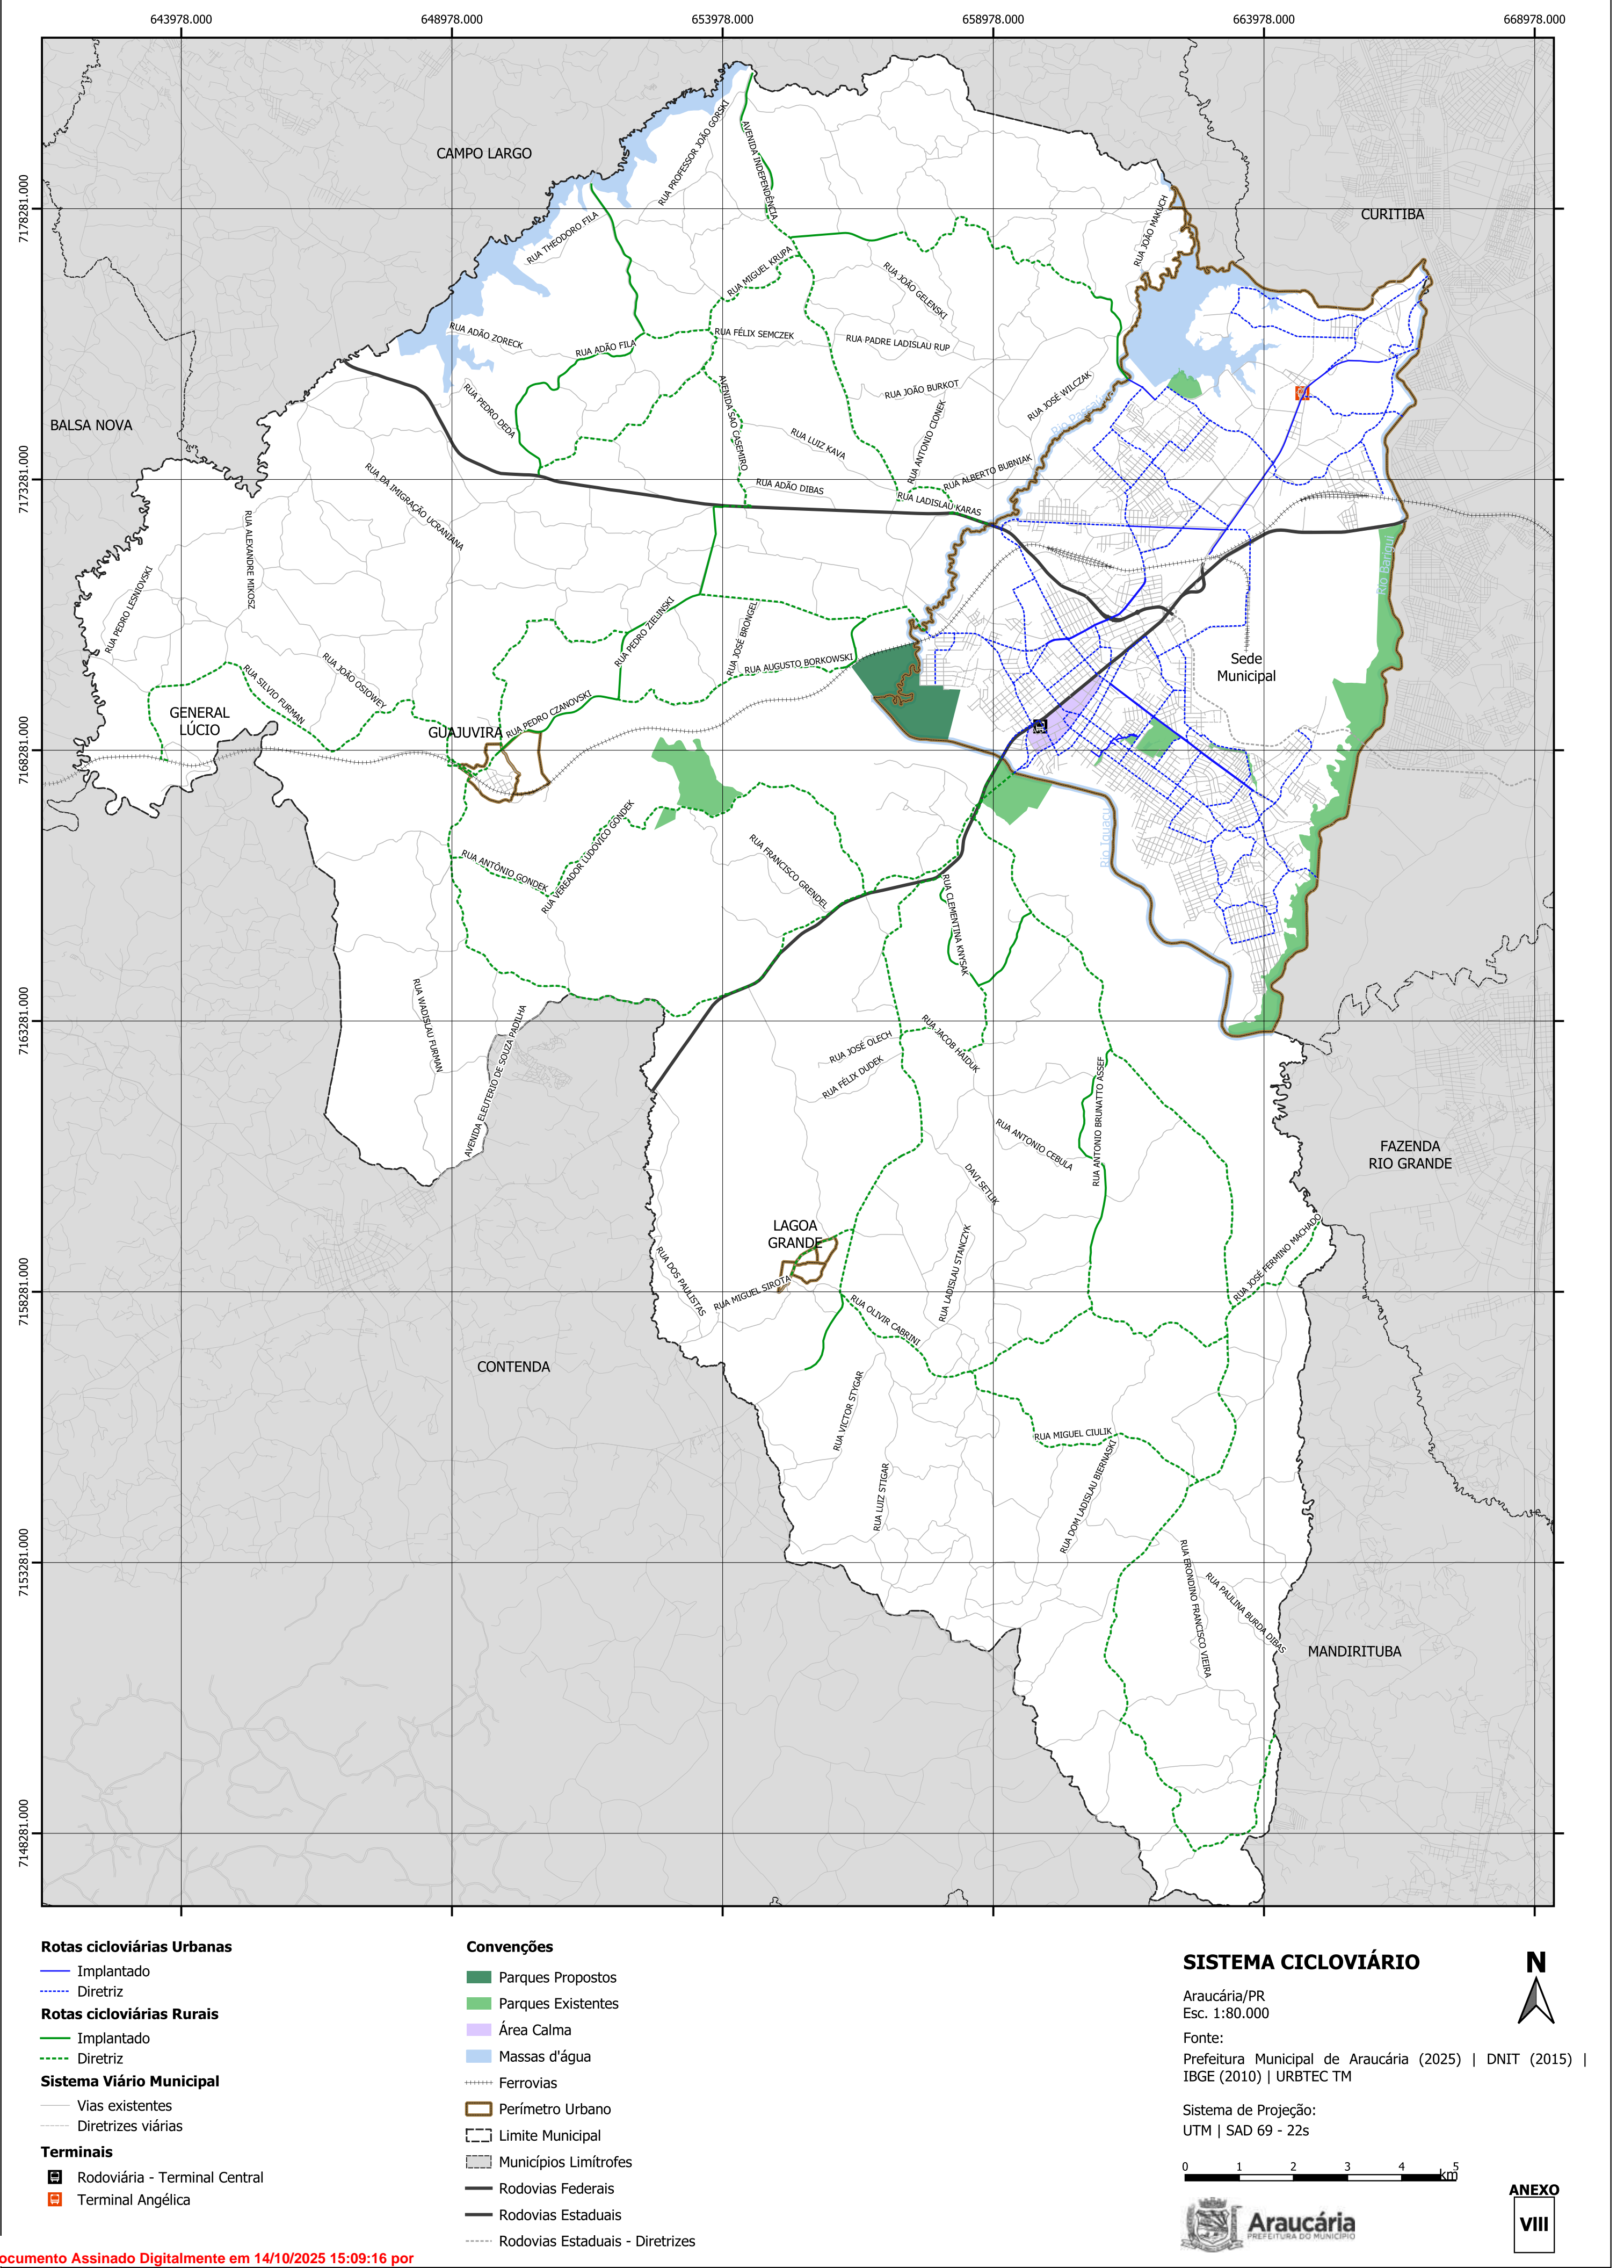 643978.000
648978.000
653978.000
658978.000
663978.000
668978.000
7178281.000
7173281.000
7168281.000
7163281.000
7158281.000
7153281.000
7148281.000
CAMPO LARGO
CURITIBA
BALSA NOVA
RUA PROFESSOR JOÃO GORSKI
AVENIDA INDEPENDÊNCIA
RUA THEODORO FILA
RUA JOÃO MAKUCH
RUA MIGUEL KRUPA
RUA JOÃO GELENSKI
RUA ADÃO ZORECK
RUA ADÃO FILA
RUA FÉLIX SEMCZEK
RUA PADRE LADISLAU RUP
RUA PEDRO DEDA
AVENIDA SÃO CASEMIRO
RUA JOÃO BURKOT
RUA JOSÉ WILCZAK
RUA ANTONIO CIONEK
RUA LUIZ KAVA
RUA ALBERTO BUBNIAK
RUA ADÃO DIBAS
RUA LADISLAU KARAS
RUA DA IMIGRAÇÃO UCRANIANA
RUA ALEXANDRE MIKOSZ
RUA PEDRO LESNIOVSKI
Rio Barigui
RUA PEDRO ZIELINSKI
RUA JOSÉ BRONGEL
RUA AUGUSTO BORKOWSKI
RUA JOÃO OSIOWEY
RUA SILVIO FURMAN
RUA PEDRO CZANOVSKI
GENERAL
LÚCIO
GUAJUVIRA
Sede
Municipal
Rio Iguaçu
RUA ANTÔNIO GONDEK
RUA VEREADOR LUDOVICO GONDEK
RUA FRANCISCO GRENDEL
RUA CLEMENTINA KNYSAK
RUA WADISLAU FURMAN
AVENIDA ELEUTERIO DE SOUZA PADILHA
RUA JOSÉ OLECH
RUA FÉLIX DUDEK
RUA JACOB HAIDUK
RUA ANTONIO BRUNATTO ASSEF
RUA ANTONIO CEBULA
DAVI SETLIK
FAZENDA
RIO GRANDE
LAGOA
GRANDE
RUA DOS PAULISTAS
RUA MIGUEL SIROTA
RUA LADISLAU STANCZYK
RUA OLIVIR CABRINI
RUA JOSÉ FERMINO MACHADO
CONTENDA
RUA VICTOR STYGAR
RUA MIGUEL CIULIK
RUA LUIZ STIGAR
RUA DOM LADISLAU BIERNASKI
RUA ERONDINO FRANCISCO VIEIRA
RUA PAULINA BURDA DIBAS
MANDIRITUBA
Rotas cicloviárias Urbanas
Implantado
Diretriz
Rotas cicloviárias Rurais
Implantado
Diretriz
Sistema Viário Municipal
Vias existentes
Diretrizes viárias
Terminais
Rodoviária - Terminal Central
Terminal Angélica
Convenções
Parques Propostos
Parques Existentes
Área Calma
Massas d'água
Ferrovias
Perímetro Urbano
Limite Municipal
Municípios Limítrofes
Rodovias Federais
Rodovias Estaduais
Rodovias Estaduais - Diretrizes
SISTEMA CICLOVIÁRIO
N
Araucária/PR
Esc. 1:80.000
Fonte:
Prefeitura Municipal de Araucária (2025) | DNIT (2015) |
IBGE (2010) | URBTEC TM
Sistema de Projeção:
UTM | SAD 69 - 22s
0 1 2 3 4 5
km
Araucária
PREFEITURA DO MUNICÍPIO
ANEXO
VIII
ocumento Assinado Digitalmente em 14/10/2025 15:09:16 por